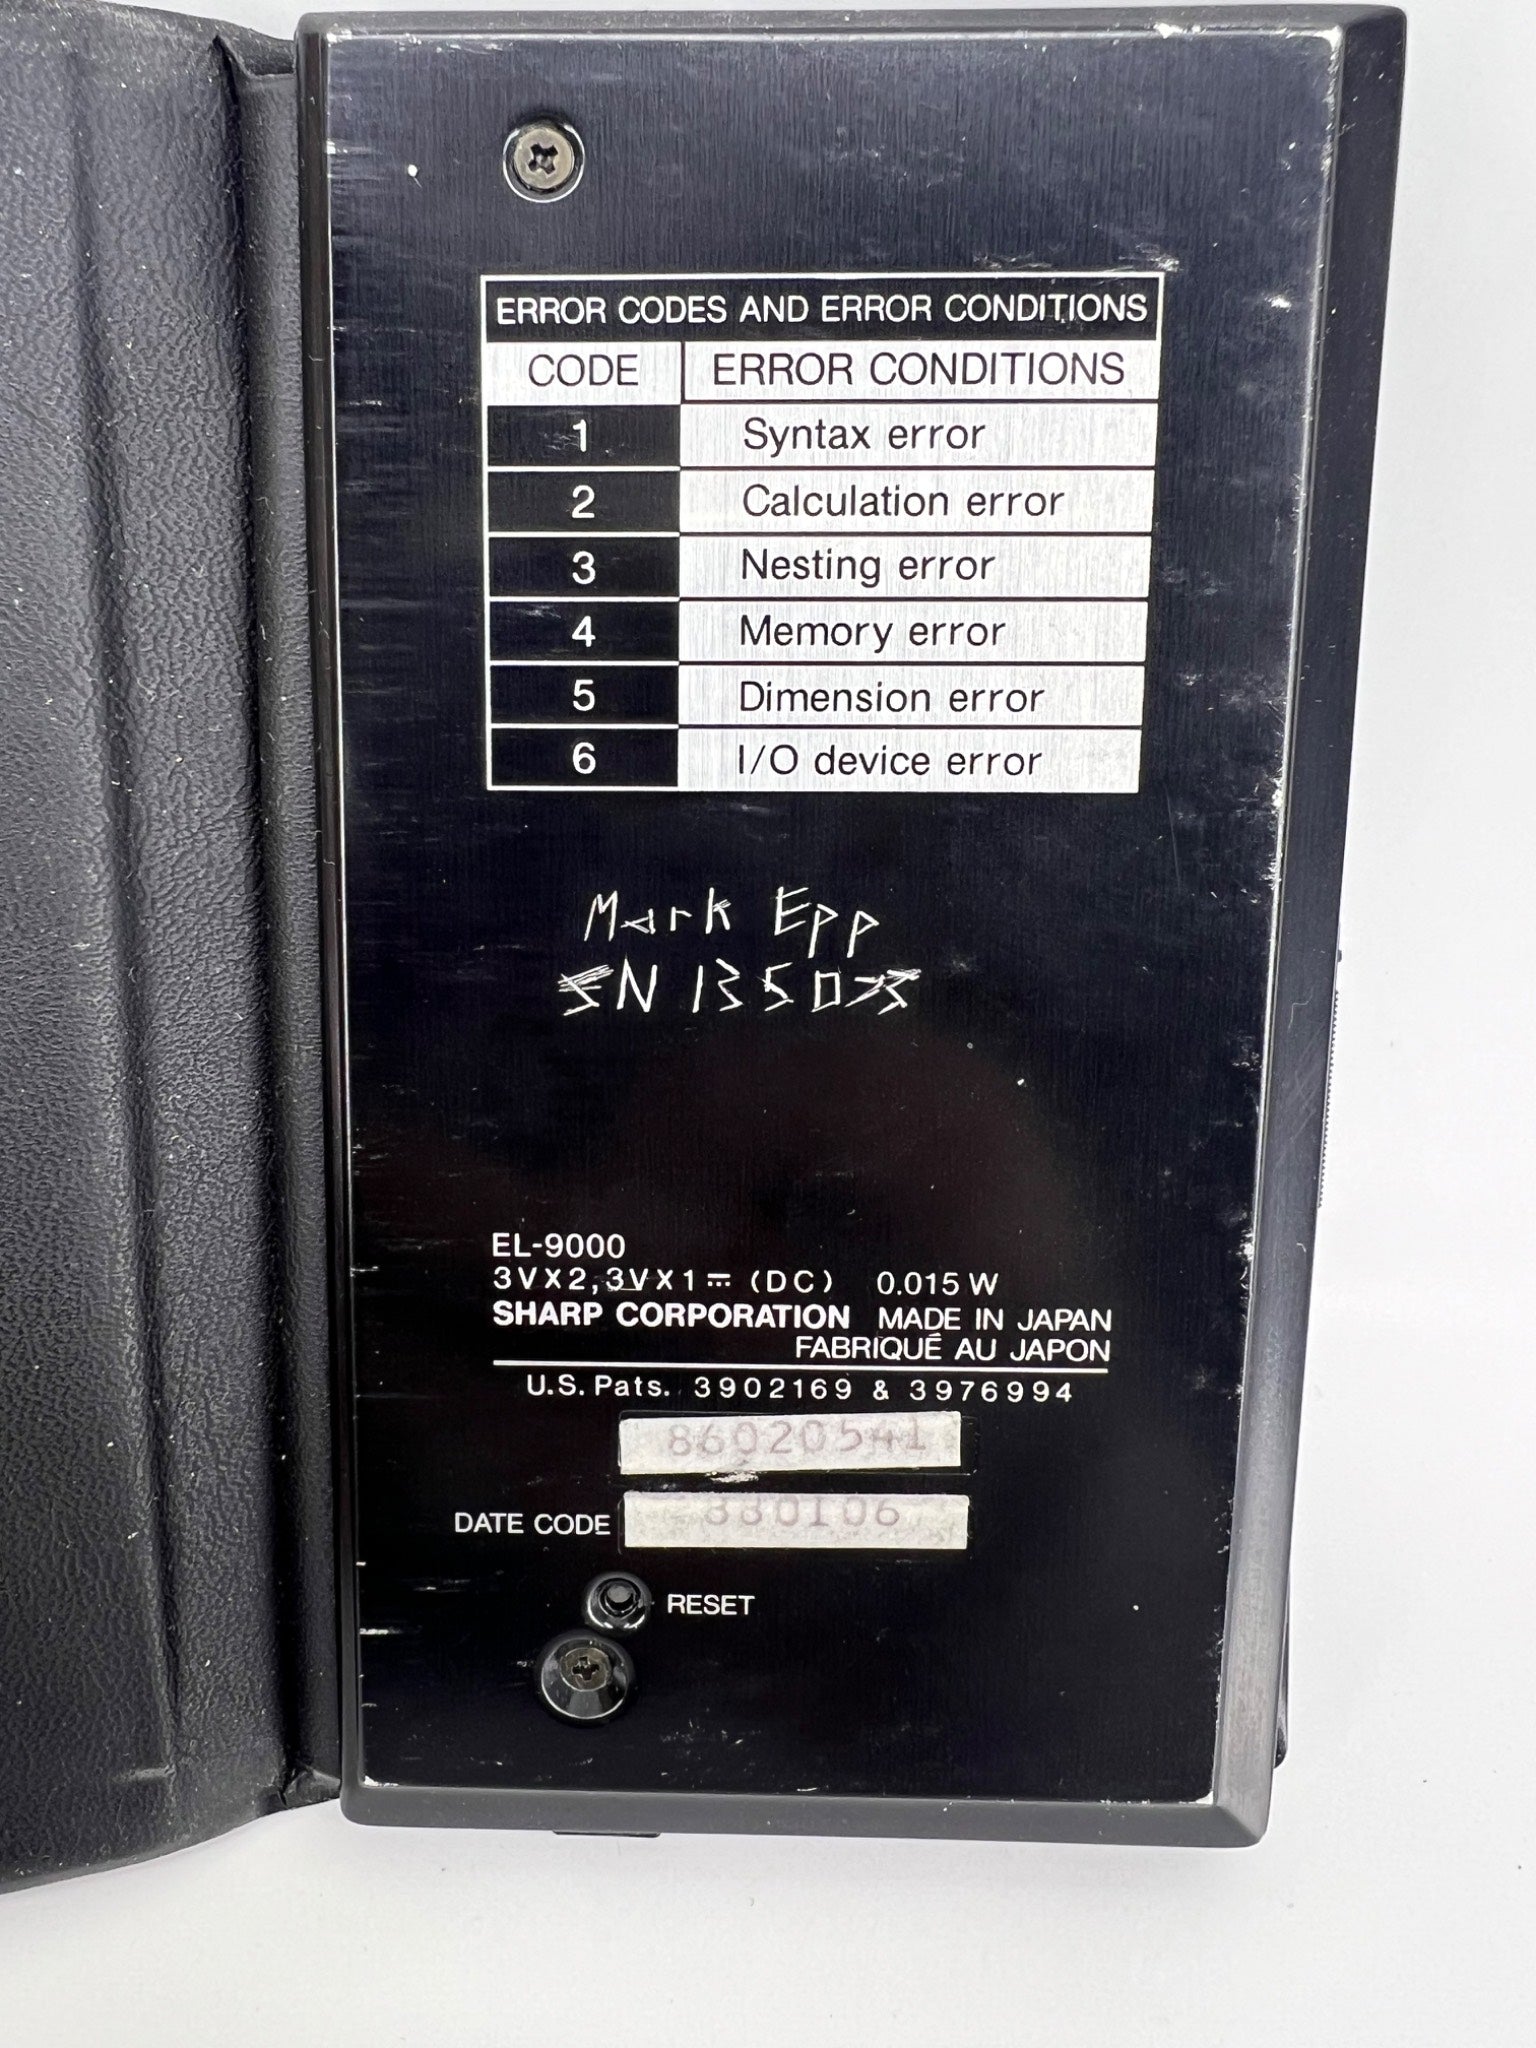 ERROR CODES AND ERROR CONDITIONS
CODE ERROR CONDITIONS
1 Syntax error
2 Calculation error
3 Nesting error
4 Memory error
5 Dimension error
6 I/O device error
Mark Epp
EL-9000
3V X 2, 3V X 1 ⎓ (DC) 0.015 W
SHARP CORPORATION MADE IN JAPAN
FABRIQUÉ AU JAPON
U.S. Pats. 3902169 & 3976994
86020541
DATE CODE
RESET